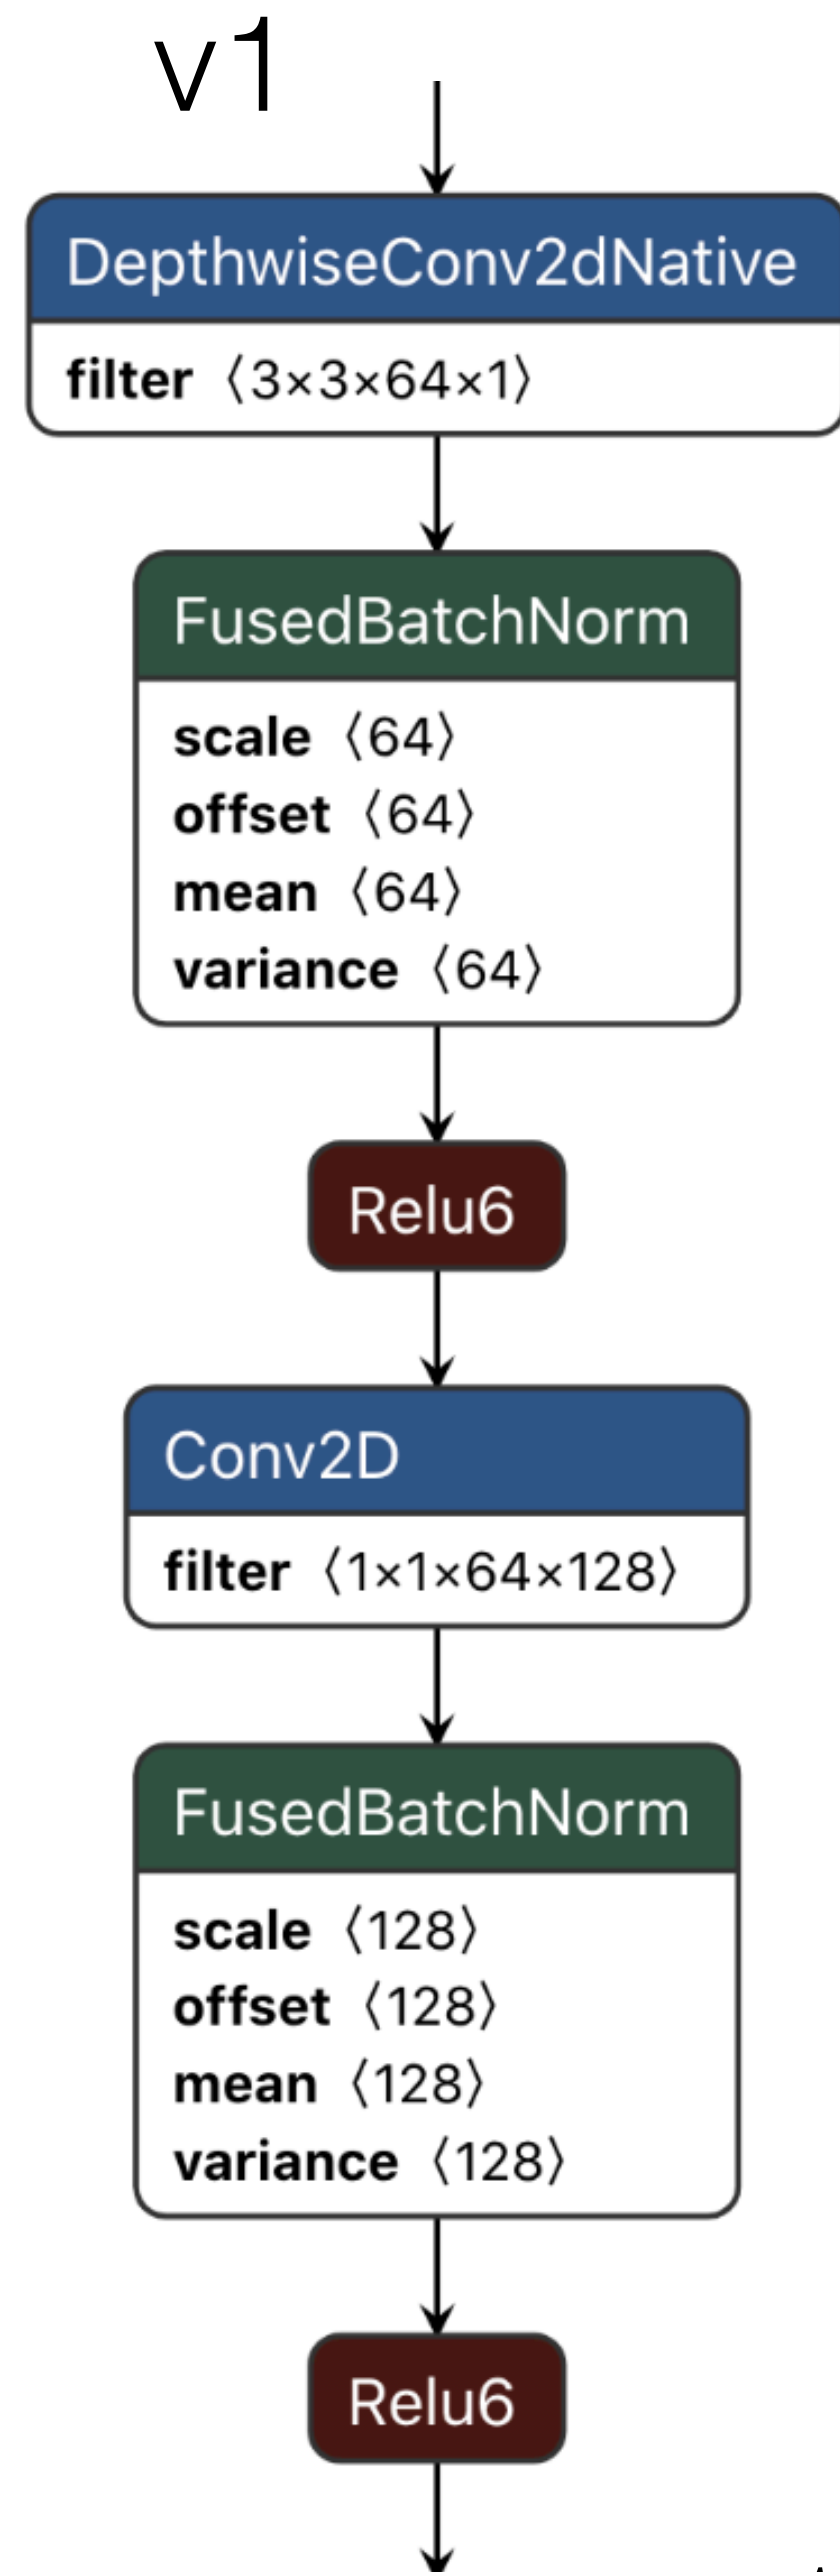 v1
DepthwiseConv2dNative
filter ⟨3×3×64×1⟩
FusedBatchNorm
scale ⟨64⟩
offset ⟨64⟩
mean ⟨64⟩
variance ⟨64⟩
Relu6
Conv2D
filter ⟨1×1×64×128⟩
FusedBatchNorm
scale ⟨128⟩
offset ⟨128⟩
mean ⟨128⟩
variance ⟨128⟩
Relu6